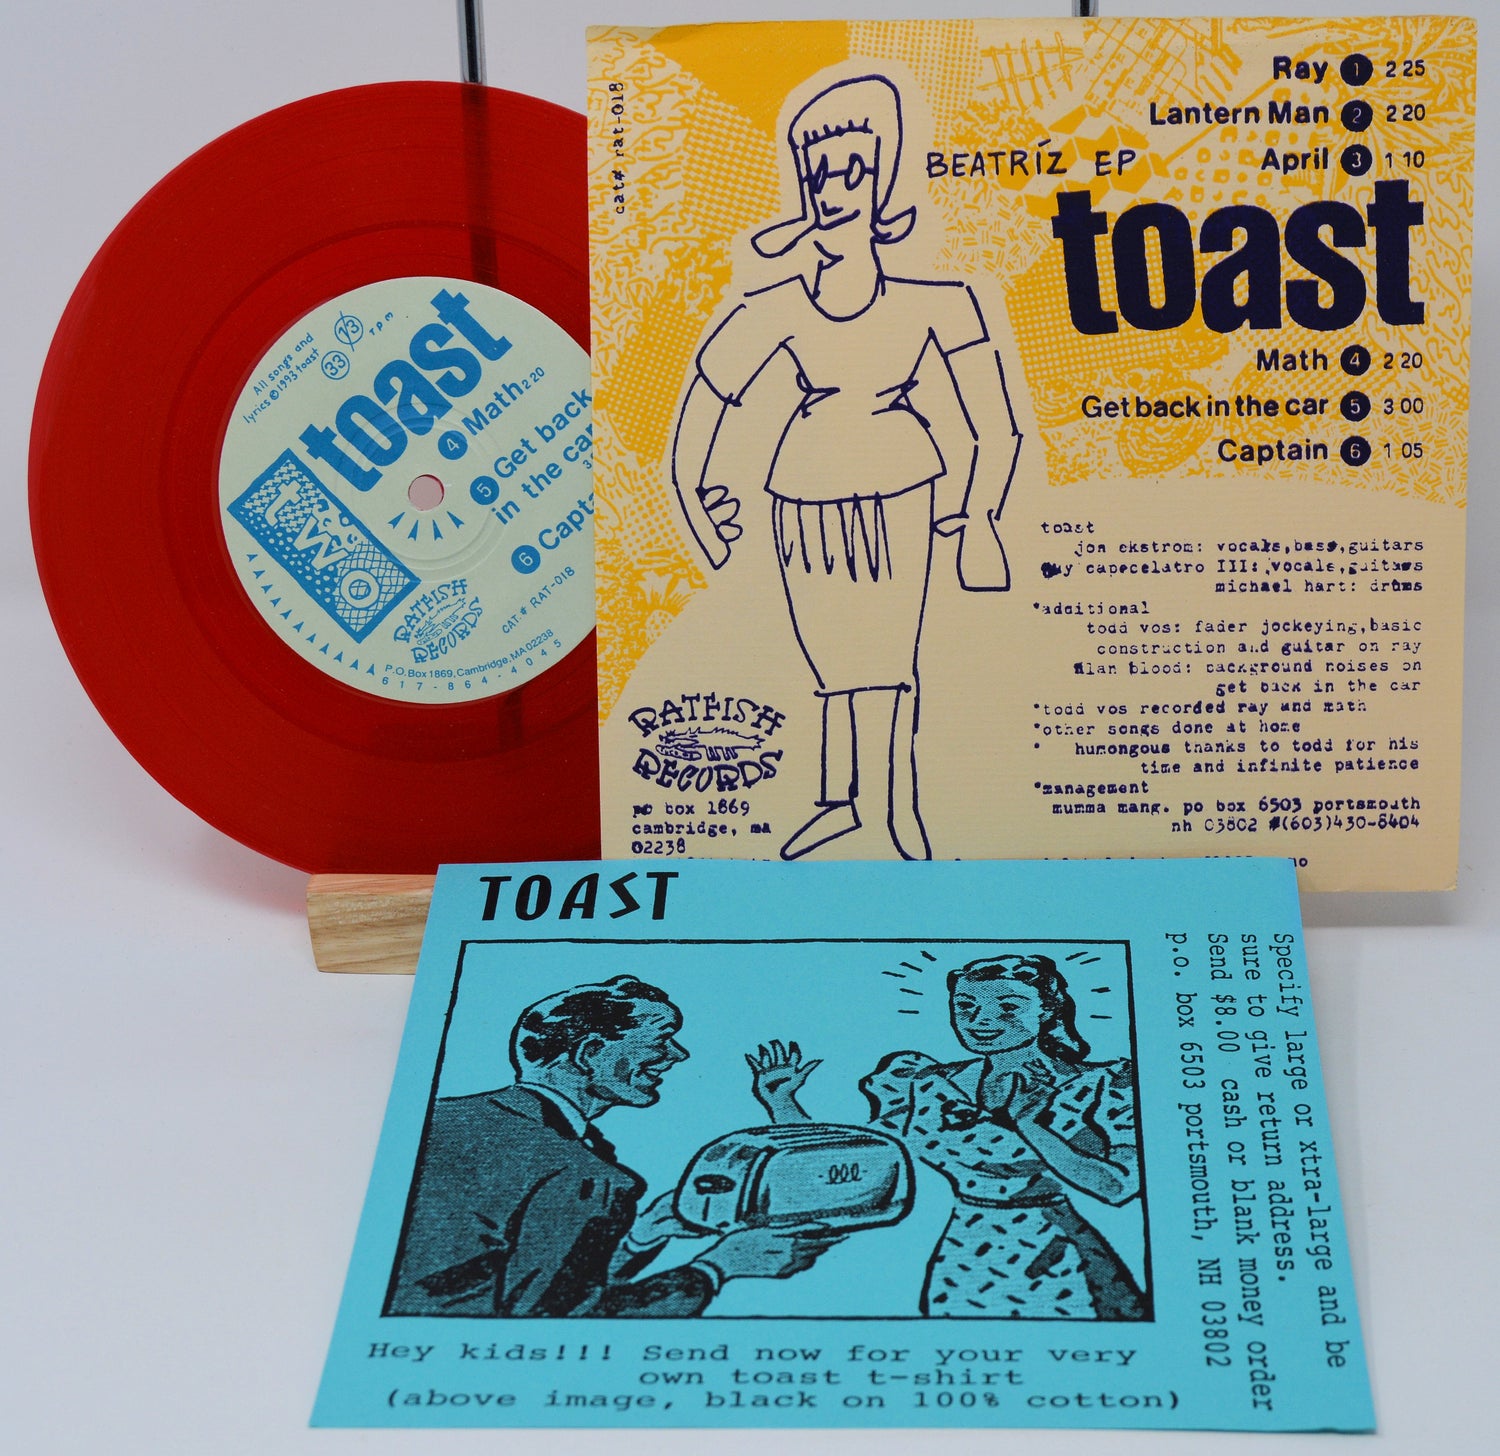 All songs and
lyrics © 1993 toast
33 1/3 rpm
toast
4 Math 2 20
5 Get back
in the car
6
two
RATFISH
RECORDS
CAT. # RAT-018
P.O. Box 1869, Cambridge, MA 02238
617-864-4045
cat# rat-018
BEATRÍZ EP
Ray 1 2 25
Lantern Man 2 2 20
April 3 1 10
toast
Math 4 2 20
Get back in the car 5 3 00
Captain 6 1 05
toast
jon ekstrom: vocals,bass,guitars
guy capecelatro III: vocals,guitars
michael hart: drums
*additional
todd vos: fader jockeying,basic
construction and guitar on ray
alan blood: background noises on
get back in the car
*todd vos recorded ray and math
*other songs done at home
* humongous thanks to todd for his
time and infinite patience
*management
mumma mang. po box 6503 portsmouth
nh 03802 #(603)430-8404
RATFISH
RECORDS
po box 1869
cambridge, ma
02238
TOAST
Hey kids!!! Send now for your very
own toast t-shirt
(above image, black on 100% cotton)
Specify large or xtra-large and be
sure to give return address.
Send $8.00 cash or blank money order
p.o. box 6503 portsmouth, NH 03802